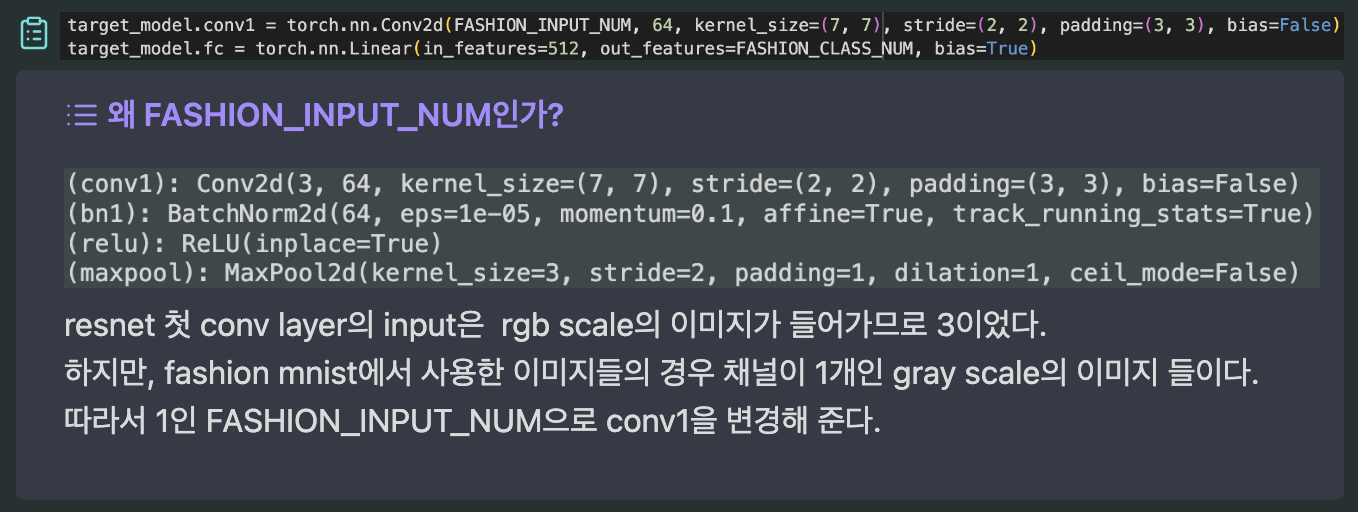 target_model.conv1 = torch.nn.Conv2d(FASHION_INPUT_NUM, 64, kernel_size=(7, 7), stride=(2, 2), padding=(3, 3), bias=False)
target_model.fc = torch.nn.Linear(in_features=512, out_features=FASHION_CLASS_NUM, bias=True)
왜 FASHION_INPUT_NUM인가?
(conv1): Conv2d(3, 64, kernel_size=(7, 7), stride=(2, 2), padding=(3, 3), bias=False)
(bn1): BatchNorm2d(64, eps=1e-05, momentum=0.1, affine=True, track_running_stats=True)
(relu): ReLU(inplace=True)
(maxpool): MaxPool2d(kernel_size=3, stride=2, padding=1, dilation=1, ceil_mode=False)
resnet 첫 conv layer의 input은 rgb scale의 이미지가 들어가므로 3이었다.
하지만, fashion mnist에서 사용한 이미지들의 경우 채널이 1개인 gray scale의 이미지 들이다.
따라서 1인 FASHION_INPUT_NUM으로 conv1을 변경해 준다.